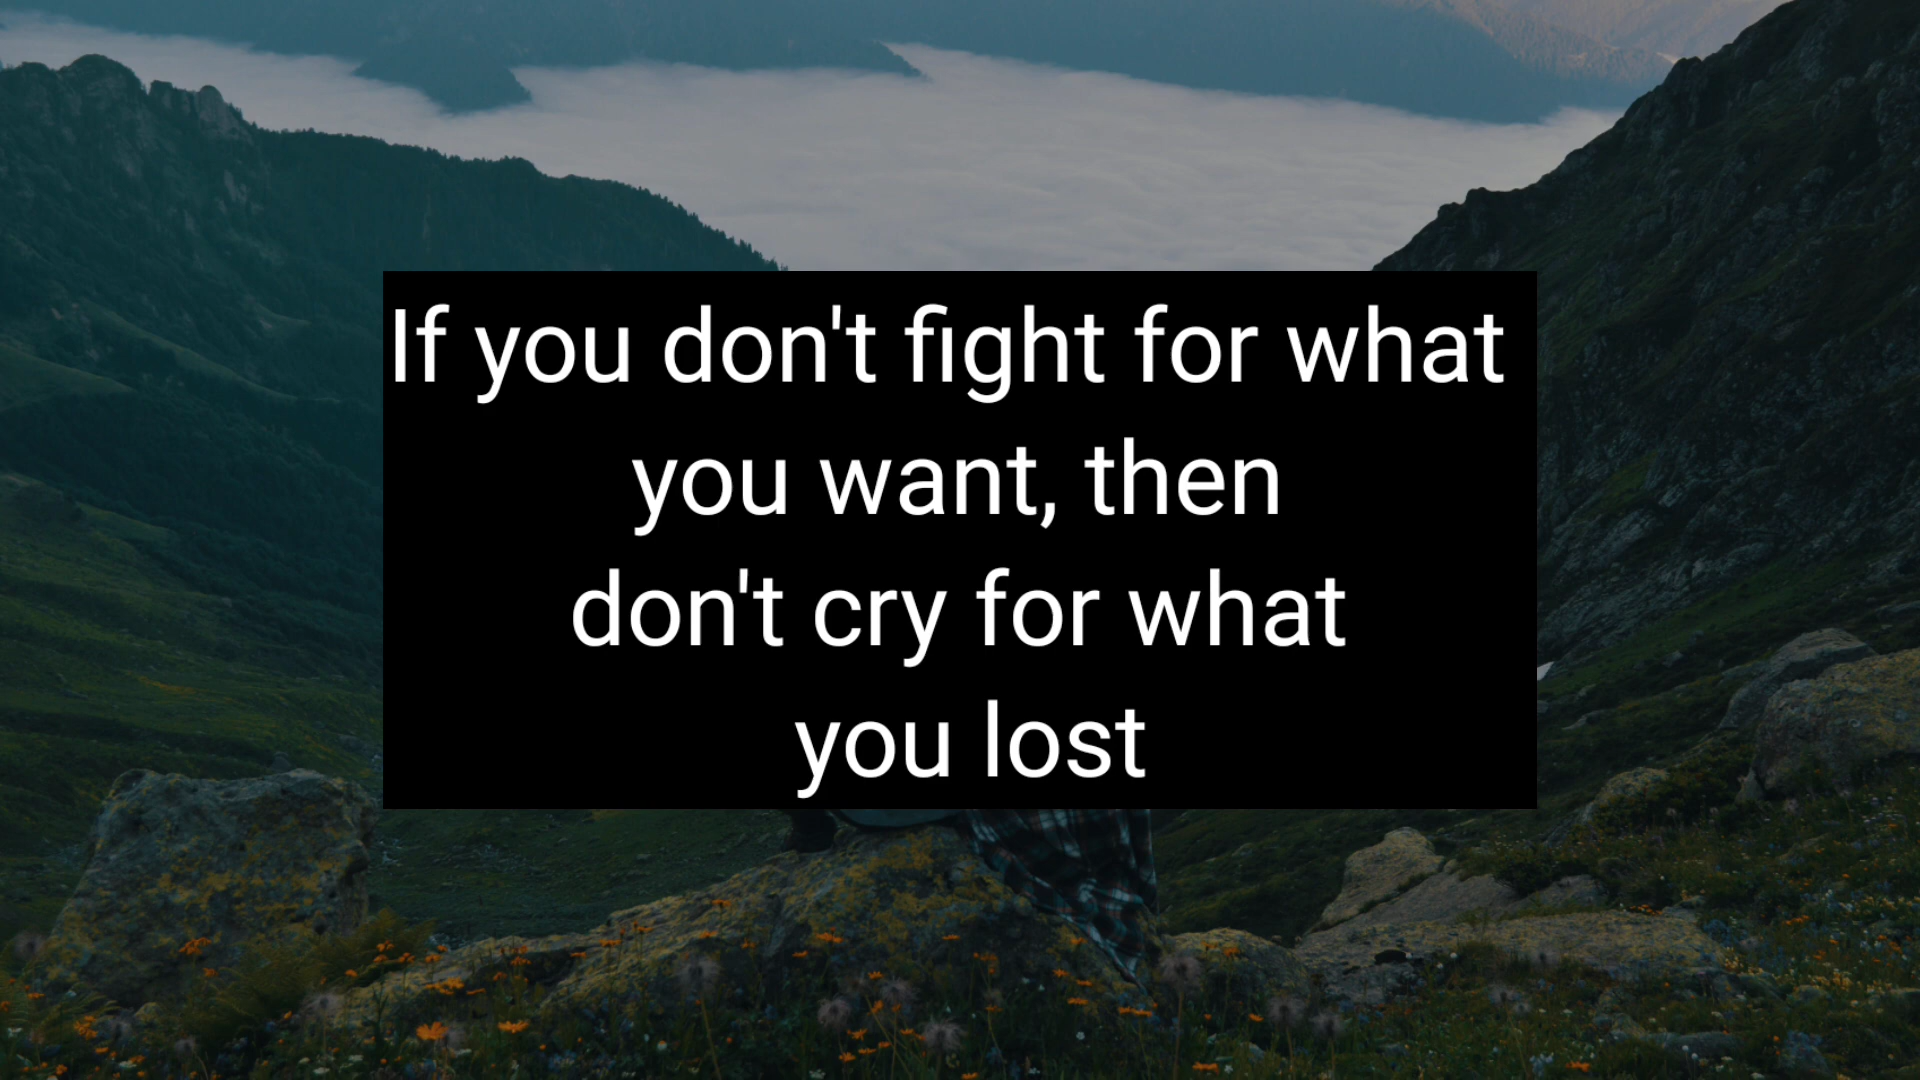 If you don't fight for what
you want, then
don't cry for what
you lost